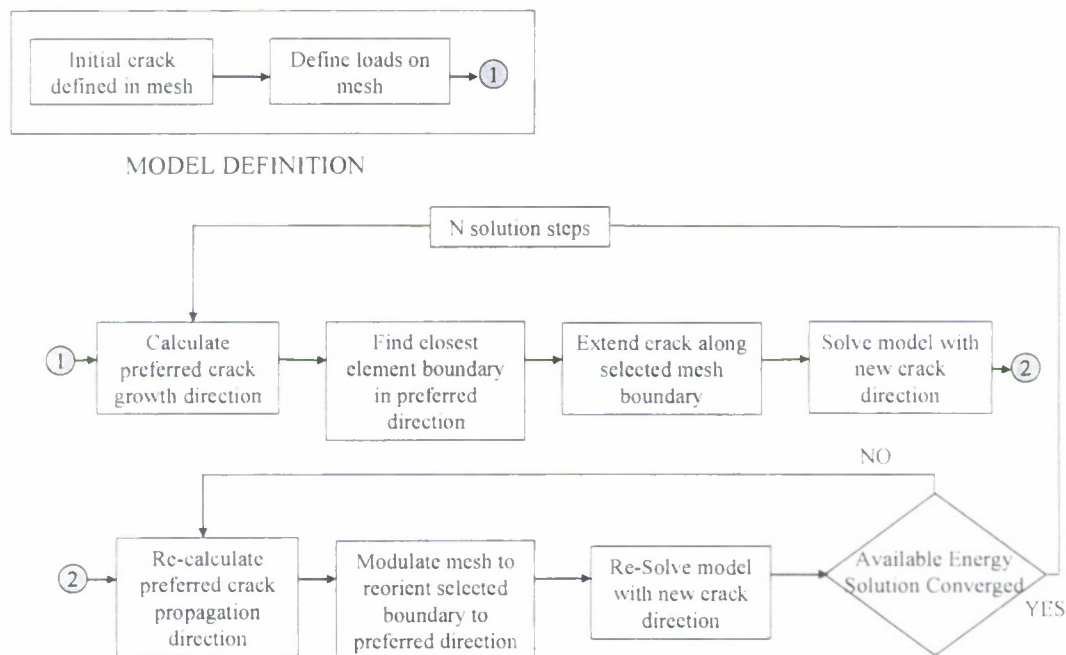 Initial crack
defined in mesh
Define loads on
mesh
1
MODEL DEFINITION
N solution steps
1
Calculate
preferred crack
growth direction
Find closest
element boundary
in preferred
direction
Extend crack along
selected mesh
boundary
Solve model with
new crack
direction
2
NO
2
Re-calculate
preferred crack
propagation
direction
Modulate mesh to
reorient selected
boundary to
preferred direction
Re-Solve model
with new crack
direction
Available Energy
Solution Converged
YES